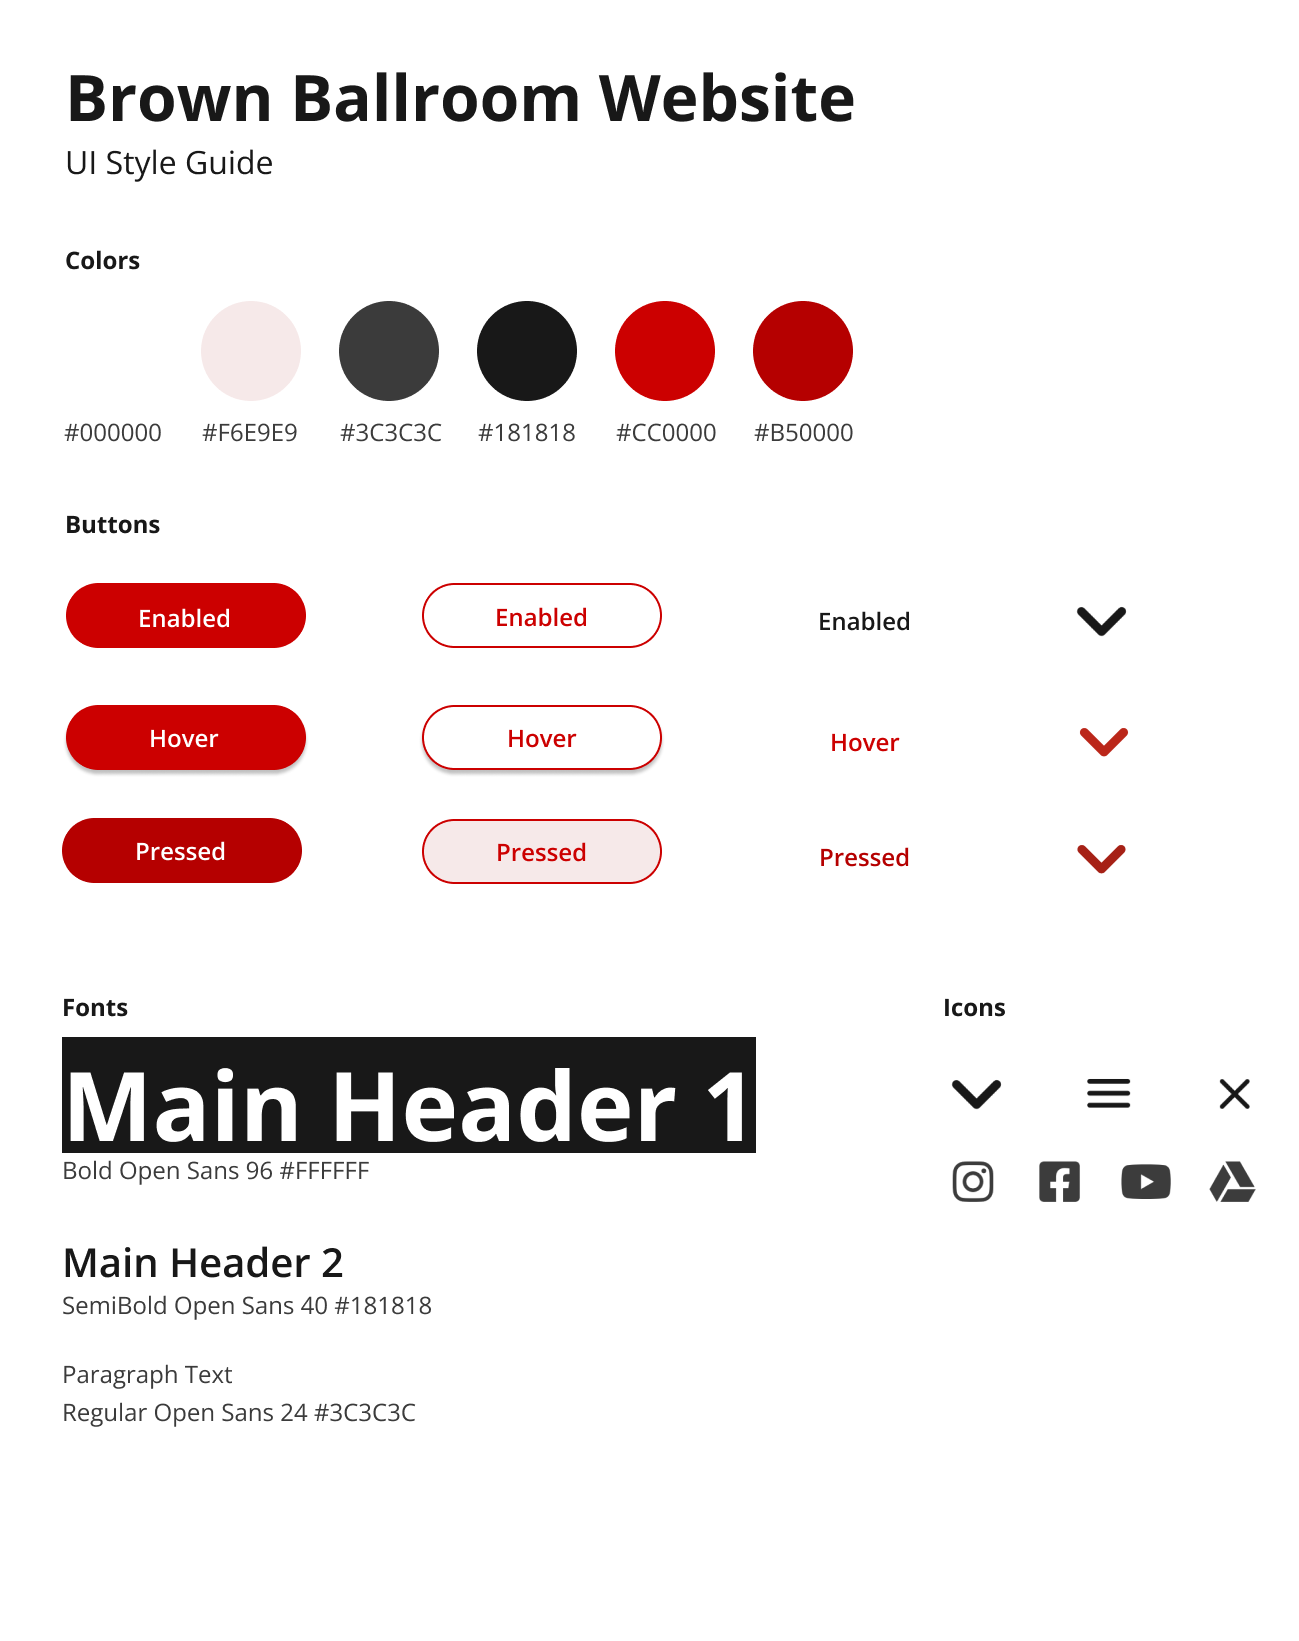 Brown Ballroom Website
UI Style Guide
Colors
#000000 #F6E9E9 #3C3C3C #181818 #CC0000 #B50000
Buttons
Enabled Enabled Enabled
Hover Hover Hover
Pressed Pressed Pressed
Fonts
Main Header 1
Bold Open Sans 96 #FFFFFF
Main Header 2
SemiBold Open Sans 40 #181818
Paragraph Text
Regular Open Sans 24 #3C3C3C
Icons